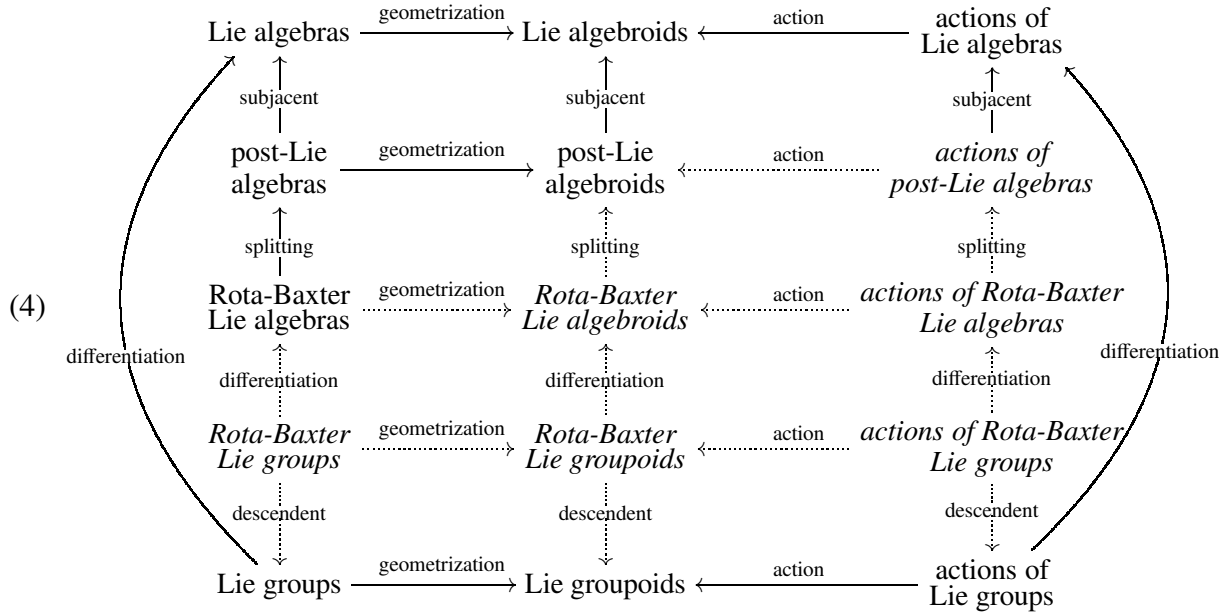 geometrization
action
Lie algebras
Lie algebroids
actions of
Lie algebras
subjacent
subjacent
subjacent
post-Lie
algebras
geometrization
post-Lie
algebroids
action
actions of
post-Lie algebras
splitting
splitting
splitting
(4)
Rota-Baxter
Lie algebras
geometrization
Rota-Baxter
Lie algebroids
action
actions of Rota-Baxter
Lie algebras
differentiation
differentiation
differentiation
differentiation
differentiation
Rota-Baxter
Lie groups
geometrization
Rota-Baxter
Lie groupoids
action
actions of Rota-Baxter
Lie groups
descendent
descendent
descendent
Lie groups
geometrization
Lie groupoids
action
actions of
Lie groups